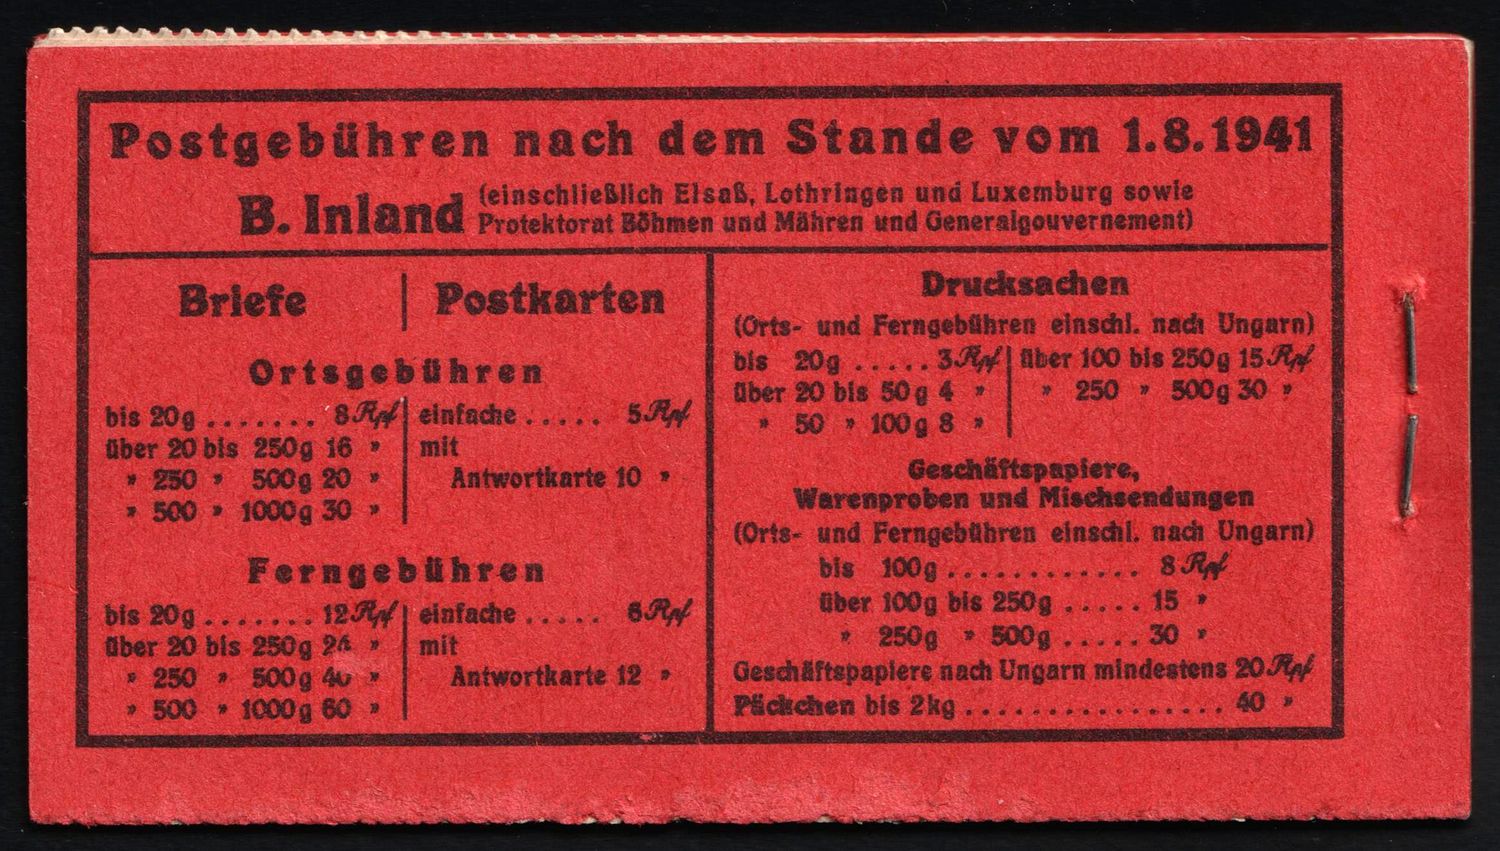 Postgebühren nach dem Stande vom 1.8.1941
B. Inland (einschließlich Elsaß, Lothringen und Luxemburg sowie
Protektorat Böhmen und Mähren und Generalgouvernement)
Briefe | Postkarten
Ortsgebühren
bis 20g ....... 8 Rpf | einfache ..... 5 Rpf
über 20 bis 250g 16 " | mit
" 250 " 500g 20 " | Antwortkarte 10 "
" 500 " 1000g 30 "
Ferngebühren
bis 20g ....... 12 Rpf | einfache ..... 6 Rpf
über 20 bis 250g 24 " | mit
" 250 " 500g 40 " | Antwortkarte 12 "
" 500 " 1000g 60 "
Drucksachen
(Orts- und Ferngebühren einschl. nach Ungarn)
bis 20g ..... 3 Rpf | über 100 bis 250g 15 Rpf
über 20 bis 50g 4 " | " 250 " 500g 30 "
" 50 " 100g 8 "
Geschäftspapiere,
Warenproben und Mischsendungen
(Orts- und Ferngebühren einschl. nach Ungarn)
bis 100g ............ 8 Rpf
über 100g bis 250g ..... 15 "
" 250g " 500g ..... 30 "
Geschäftspapiere nach Ungarn mindestens 20 Rpf
Päckchen bis 2kg ................. 40 "